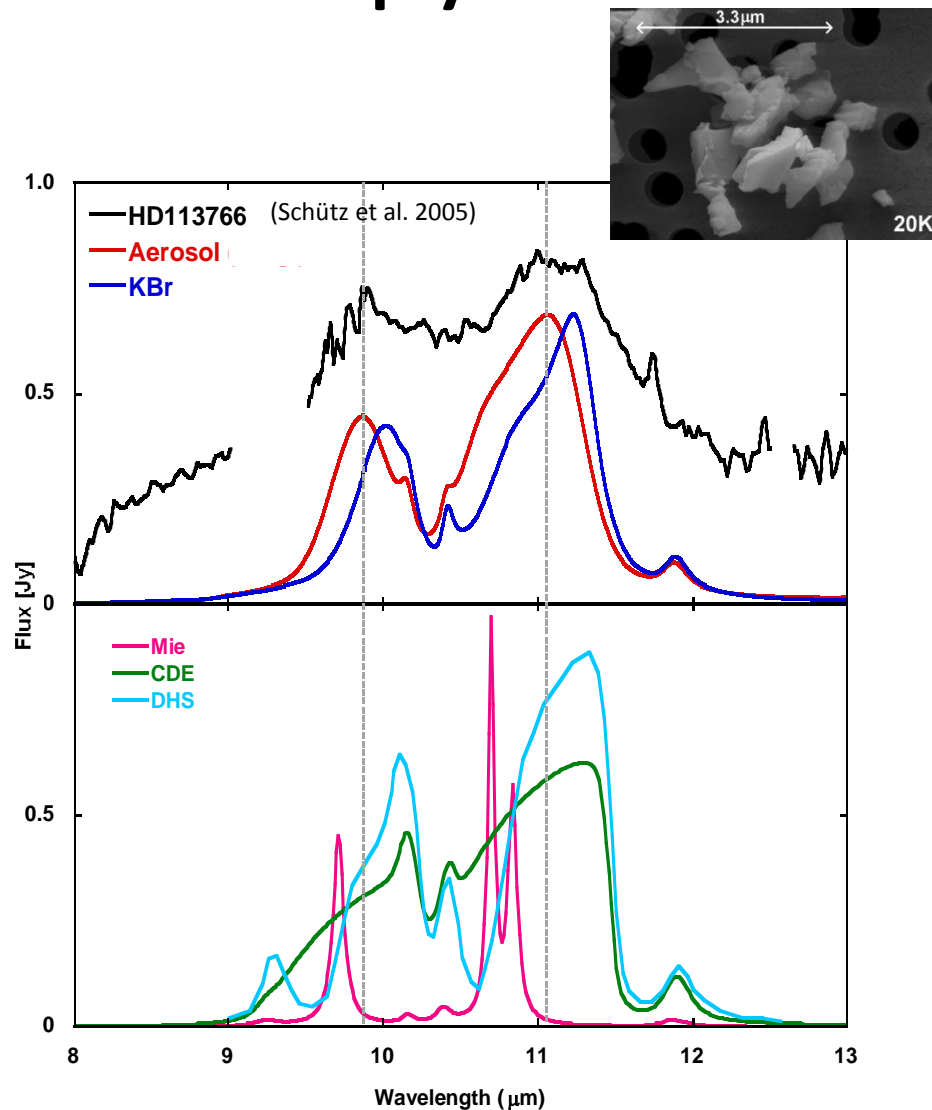 3.3μm
20K
1.0
HD113766 (Schütz et al. 2005)
Aerosol
KBr
0.5
0
Flux [Jy]
Mie
CDE
DHS
0.5
0
8 9 10 11 12 13
Wavelength (μm)